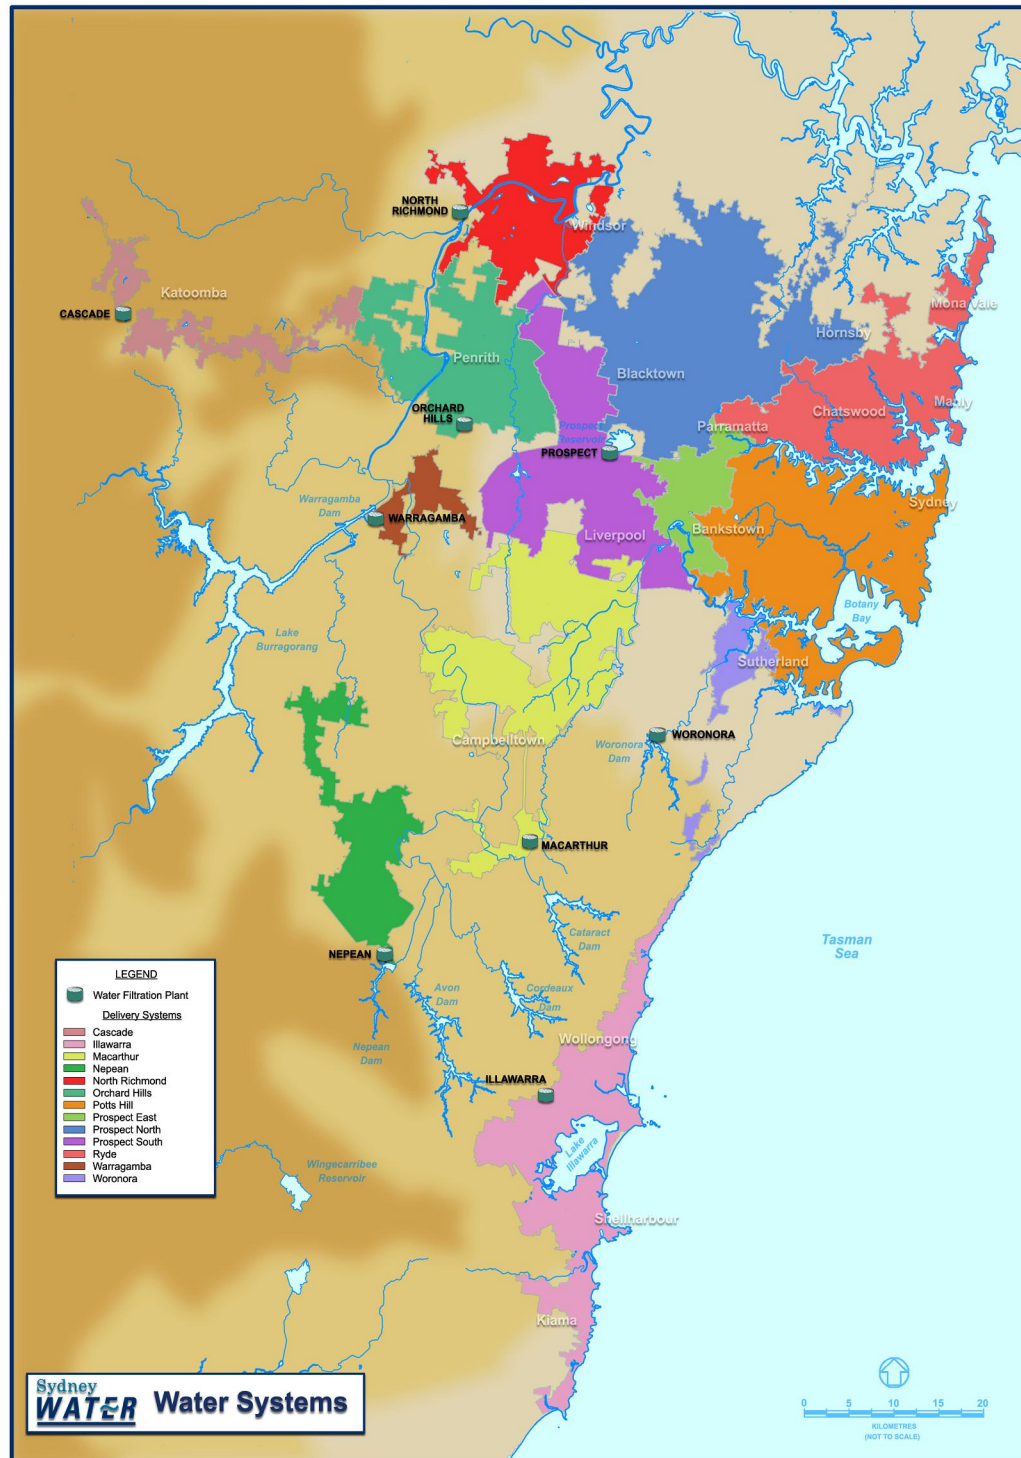 NORTH
RICHMOND
Windsor
Katoomba
CASCADE
Mona Vale
Hornsby
Penrith
Blacktown
ORCHARD
HILLS
Manly
Chatswood
Parramatta
Prospect
Reservoir
PROSPECT
Warragamba
Dam
WARRAGAMBA
Sydney
Bankstown
Liverpool
Botany
Bay
Lake
Burragorang
Sutherland
Campbelltown
Woronora
Dam
WORONORA
MACARTHUR
Cataract
Dam
Tasman
Sea
NEPEAN
Avon
Dam
Cordeaux
Dam
Nepean
Dam
Wollongong
ILLAWARRA
Lake
Illawarra
Wingecarribee
Reservoir
Shellharbour
Kiama
LEGEND
Water Filtration Plant
Delivery Systems
Cascade
Illawarra
Macarthur
Nepean
North Richmond
Orchard Hills
Potts Hill
Prospect East
Prospect North
Prospect South
Ryde
Warragamba
Woronora
Sydney
WATER
Water Systems
0 5 10 15 20
KILOMETRES
(NOT TO SCALE)